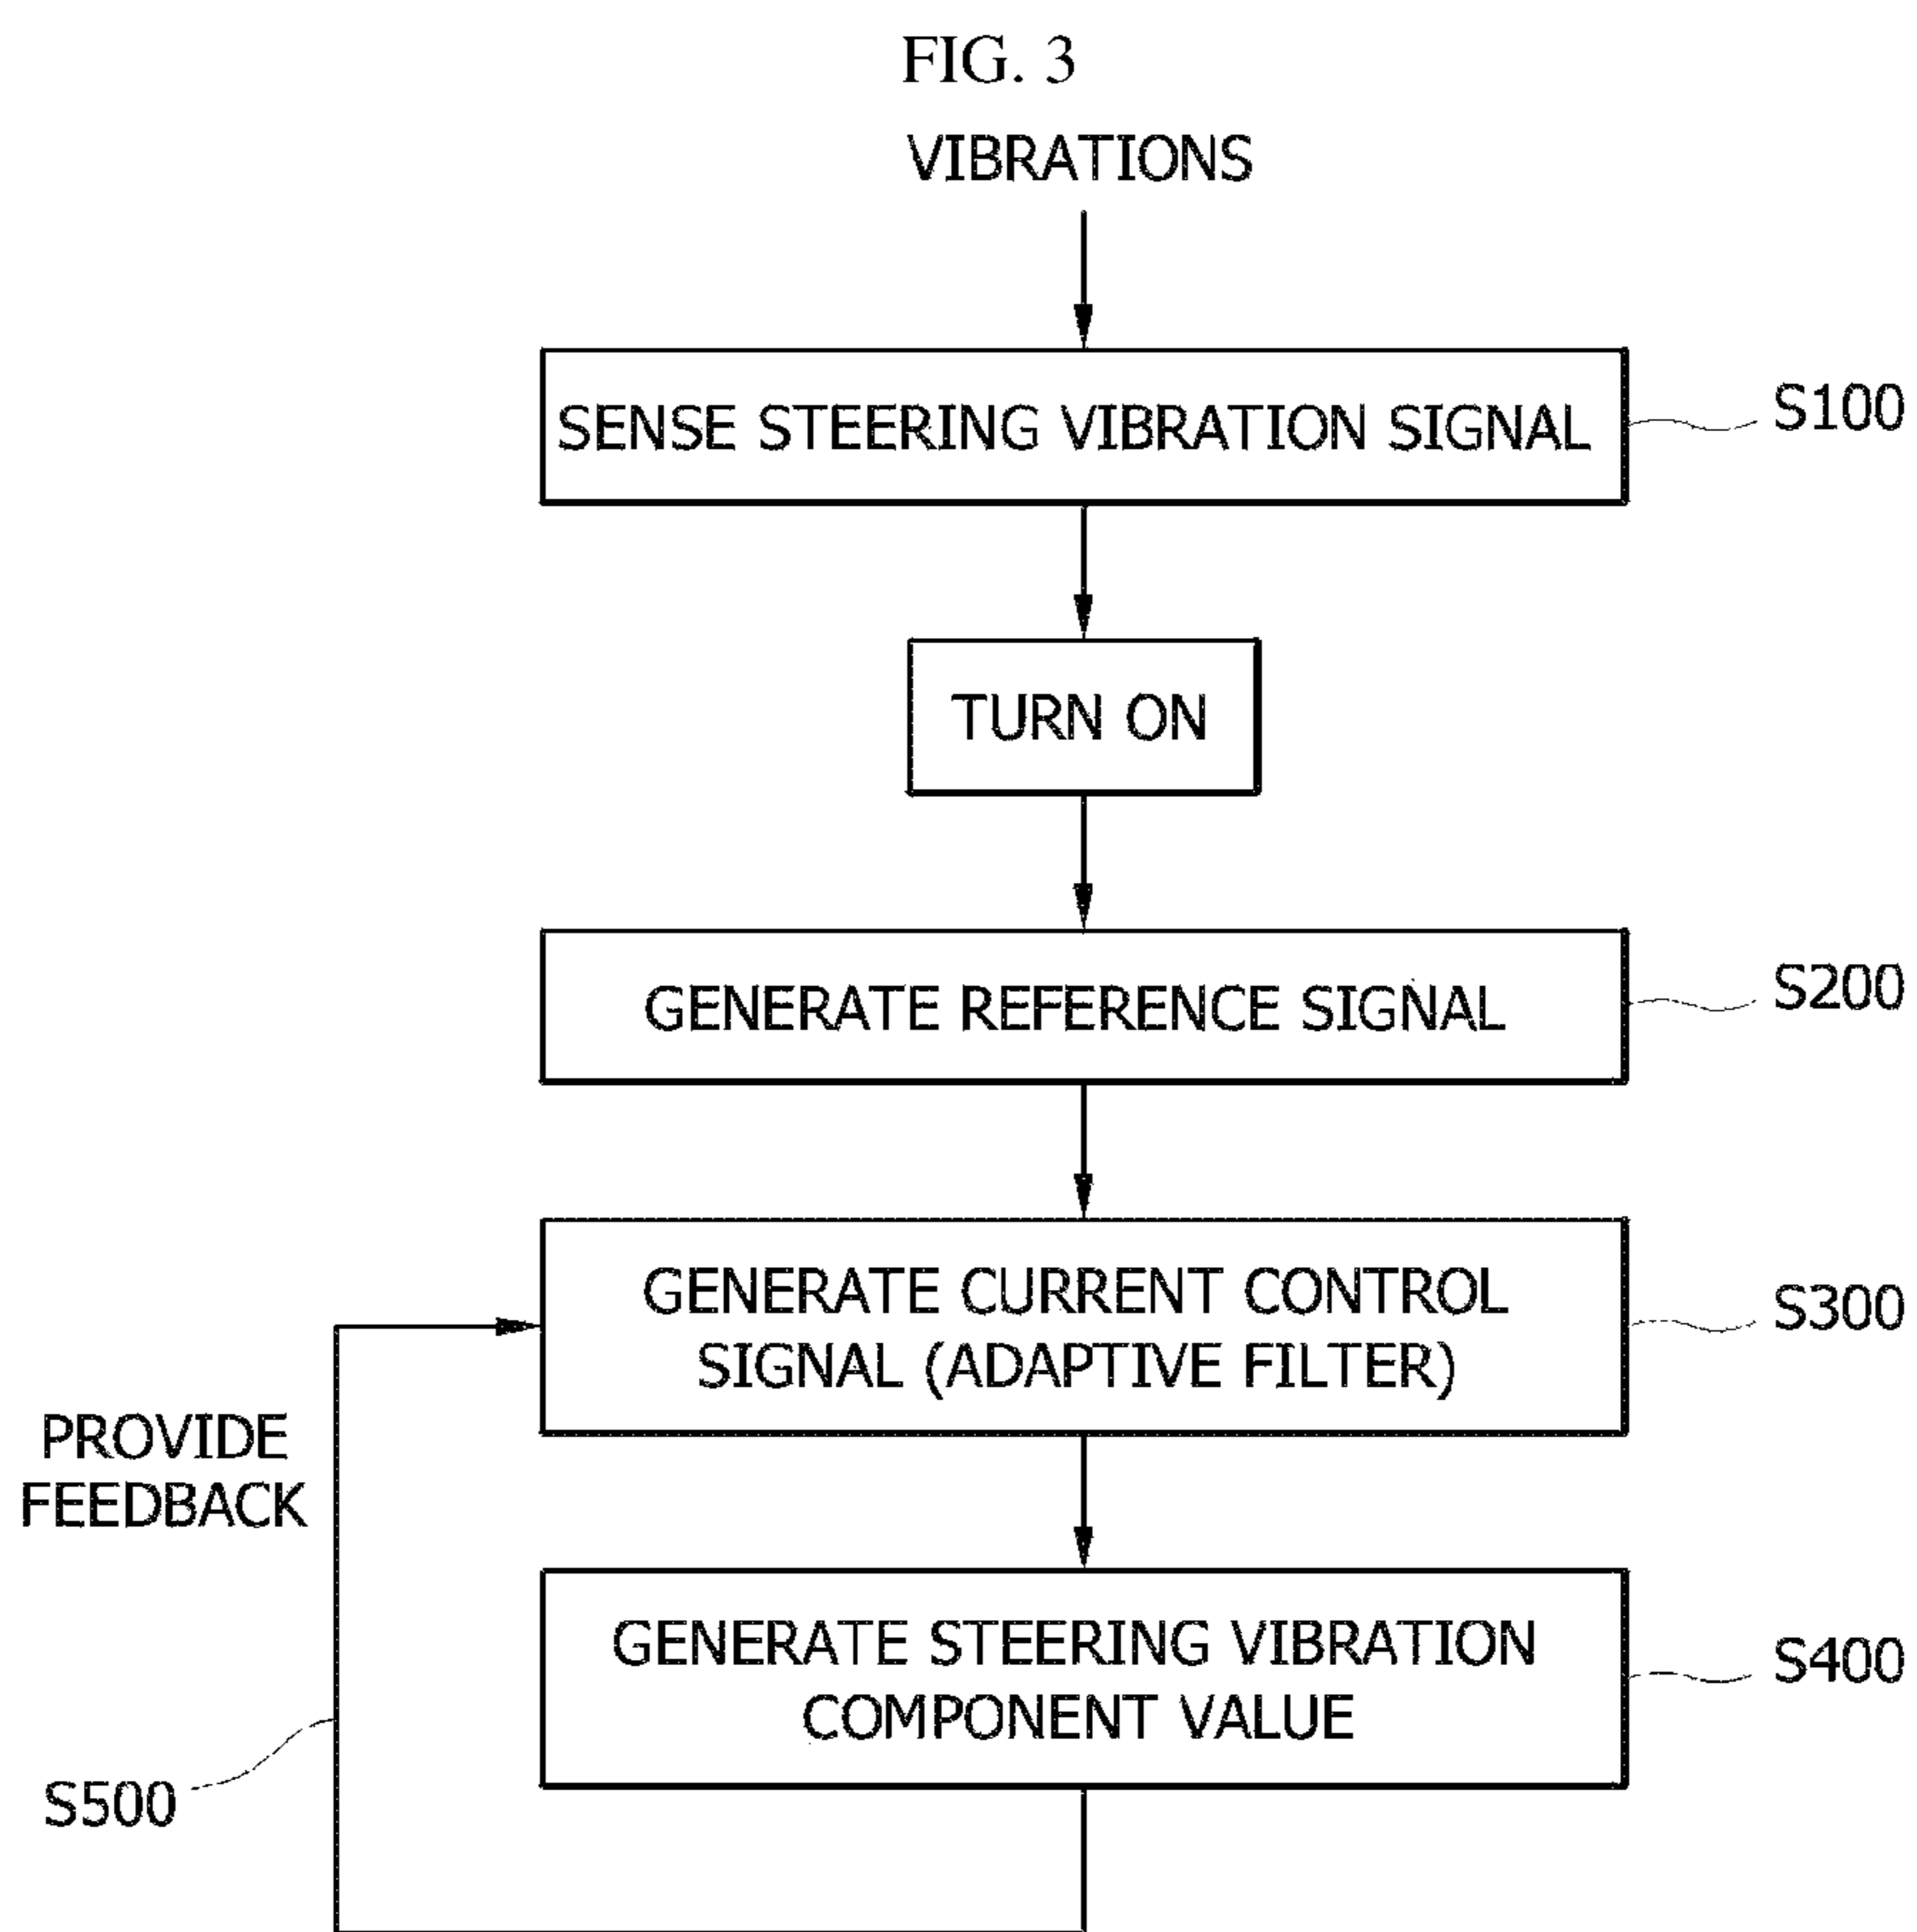 FIG. 3
VIBRATIONS
SENSE STEERING VIBRATION SIGNAL
S100
TURN ON
GENERATE REFERENCE SIGNAL
S200
GENERATE CURRENT CONTROL
SIGNAL (ADAPTIVE FILTER)
S300
PROVIDE
FEEDBACK
GENERATE STEERING VIBRATION
COMPONENT VALUE
S400
S500